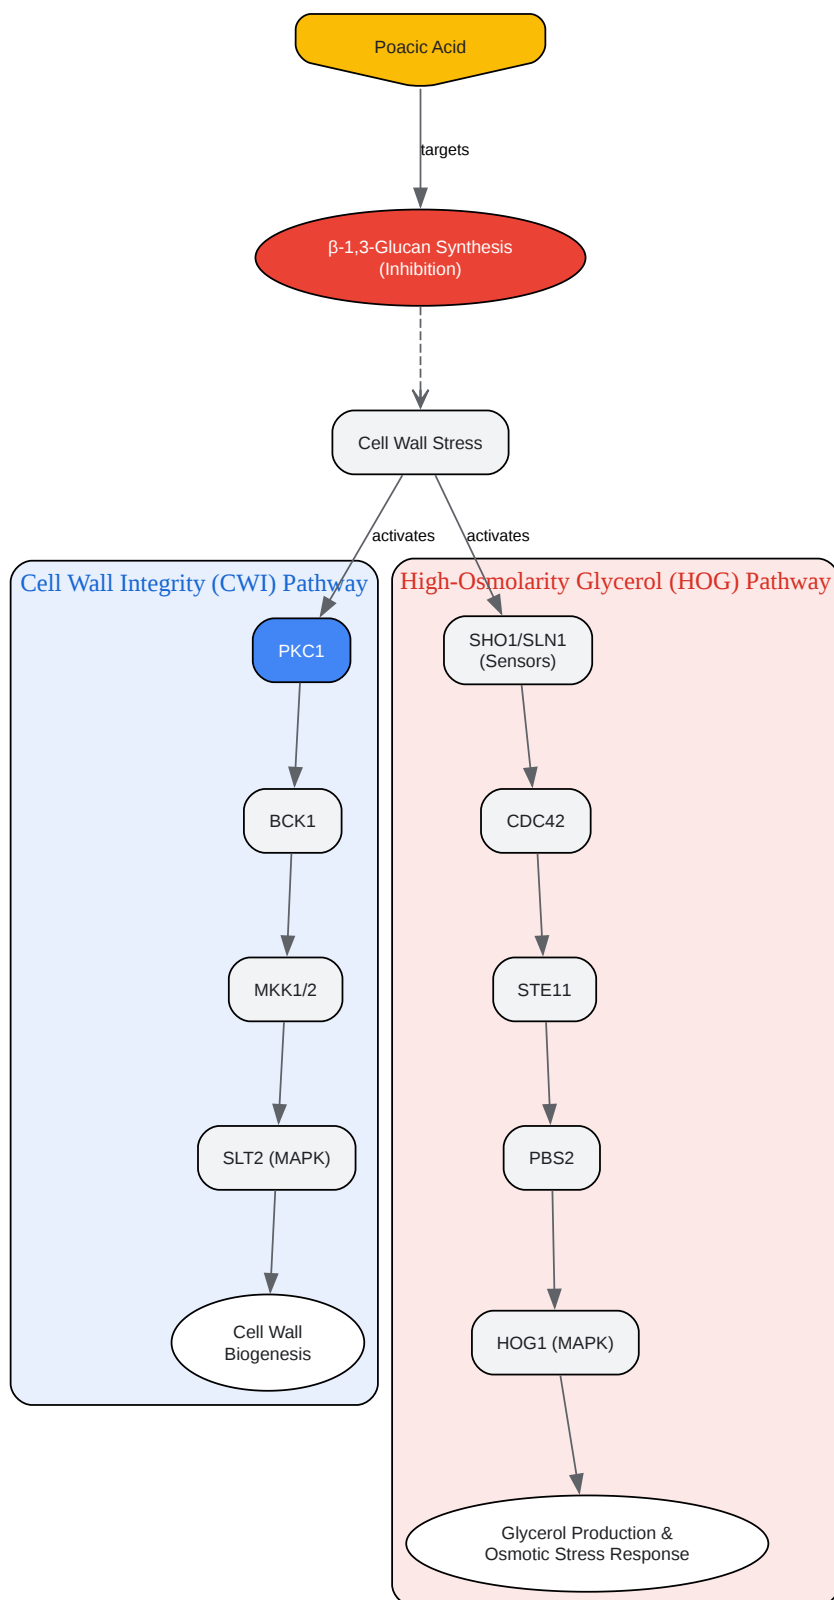 Poacic Acid
targets
β-1,3-Glucan Synthesis
(Inhibition)
Cell Wall Stress
activates
activates
Cell Wall Integrity (CWI) Pathway
PKC1
BCK1
MKK1/2
SLT2 (MAPK)
Cell Wall
Biogenesis
High-Osmolarity Glycerol (HOG) Pathway
SHO1/SLN1
(Sensors)
CDC42
STE11
PBS2
HOG1 (MAPK)
Glycerol Production &
Osmotic Stress Response